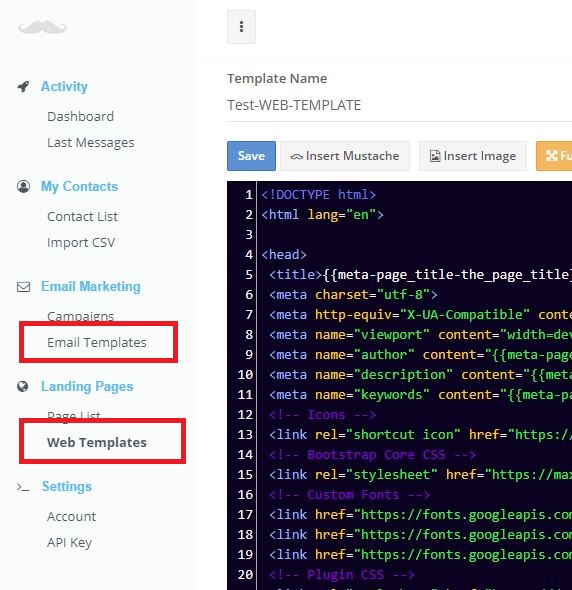 Activity
Dashboard
Last Messages
My Contacts
Contact List
Import CSV
Email Marketing
Campaigns
Email Templates
Landing Pages
Page List
Web Templates
Settings
Account
API Key
Template Name
Test-WEB-TEMPLATE
Save
Insert Mustache
Insert Image
1 <!DOCTYPE html>
2 <html lang="en">
3
4 <head>
5 <title>{{meta-page_title-the_page_title}
6 <meta charset="utf-8">
7 <meta http-equiv="X-UA-Compatible" conte
8 <meta name="viewport" content="width=dev
9 <meta name="author" content="{{meta-page
10 <meta name="description" content="{{meta
11 <meta name="keywords" content="{{meta-pa
12 <!-- Icons -->
13 <link rel="shortcut icon" href="https:/
14 <!-- Bootstrap Core CSS -->
15 <link rel="stylesheet" href="https://max
16 <!-- Custom Fonts -->
17 <link href="https://fonts.googleapis.com
18 <link href="https://fonts.googleapis.com
19 <link href="https://fonts.googleapis.com
20 <!-- Plugin CSS -->